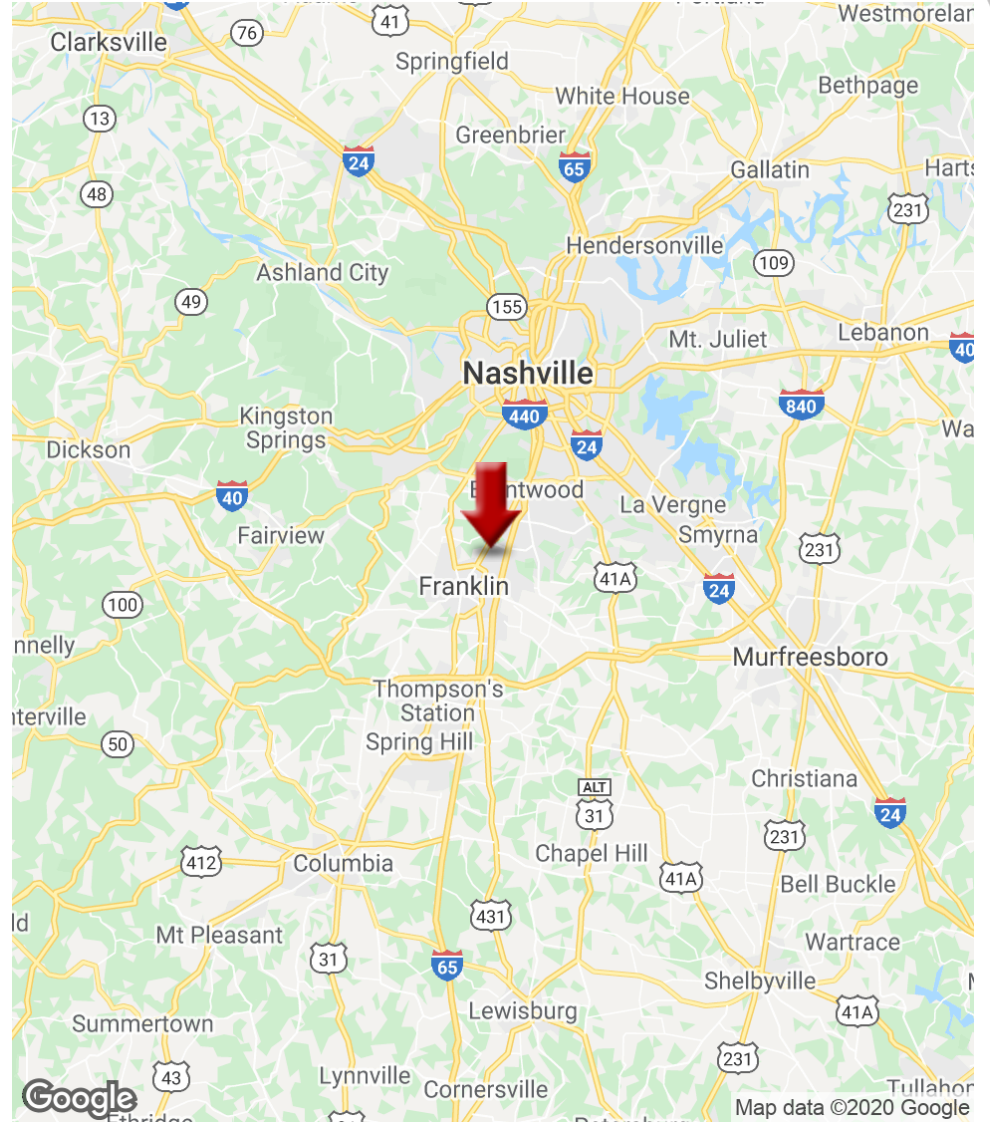 41
Westmorelan
Clarksville
76
Springfield
White House
Bethpage
13
Greenbrier
24
65
Gallatin
Harts
48
231
Hendersonville
109
Ashland City
49
155
Mt. Juliet
Lebanon
40
Nashville
840
Kingston
Springs
440
Wa
Dickson
24
40
La Vergne
Fairview
Smyrna
231
41A
Franklin
24
100
nnelly
Murfreesboro
Thompson's
Station
nterville
50
Spring Hill
Christiana
ALT
31
24
231
412
Columbia
Chapel Hill
41A
Bell Buckle
431
ld
Mt Pleasant
31
65
Wartrace
Shelbyville
Lewisburg
41A
Summertown
231
43
Lynnville
Cornersville
Tullahor
Google
Map data ©2020 Google